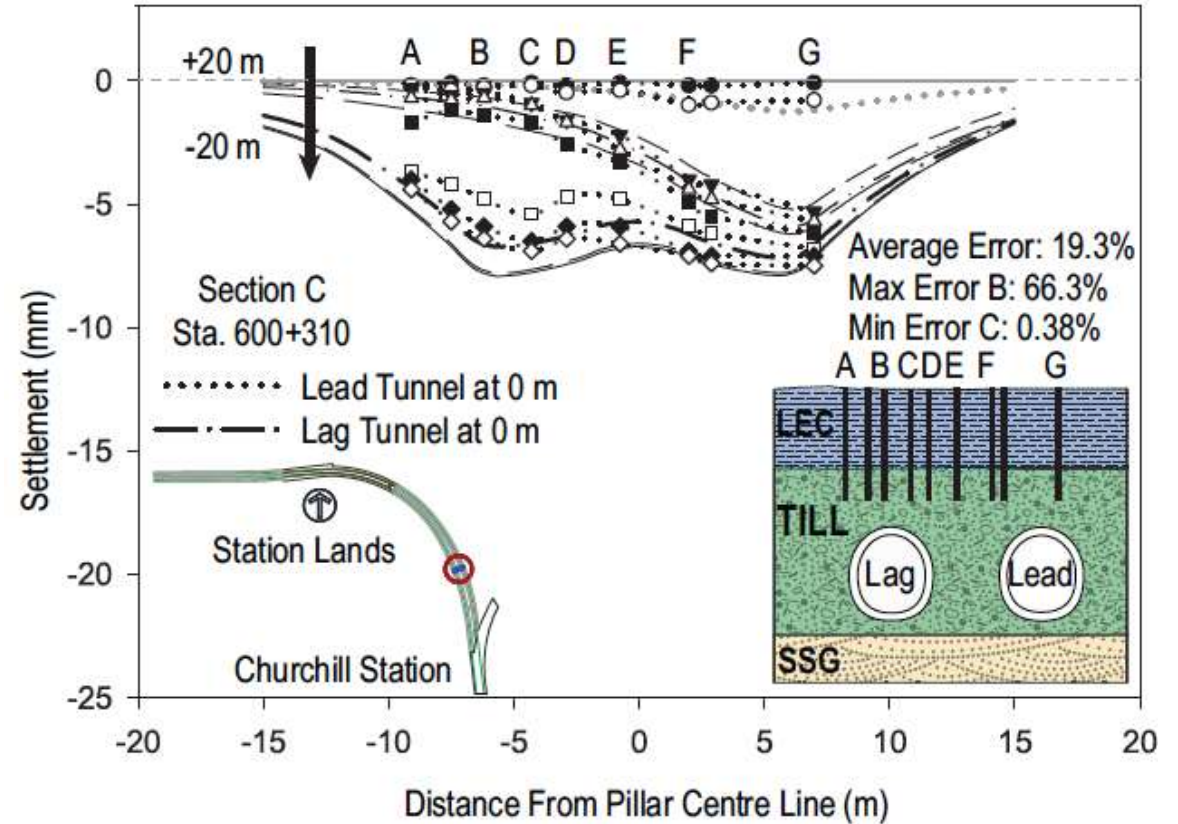 A B C D E F G
+20 m
0
-20 m
-5
Average Error: 19.3%
Max Error B: 66.3%
Min Error C: 0.38%
Section C
Sta. 600+310
-10
A B C D E F G
Lead Tunnel at 0 m
Lag Tunnel at 0 m
LEC
-15
TILL
Station Lands
Lag Lead
-20
SSG
Churchill Station
-25
-20 -15 -10 -5 0 5 10 15 20
Settlement (mm)
Distance From Pillar Centre Line (m)